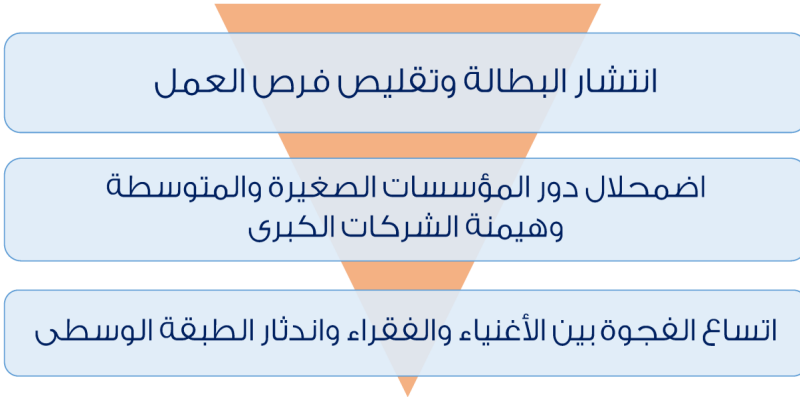 انتشار البطالة وتقليص فرص العمل
اضمحلال دور المؤسسات الصغيرة والمتوسطة
وهيمنة الشركات الكبرى
اتساع الفجوة بين الأغنياء والفقراء واندثار الطبقة الوسطى